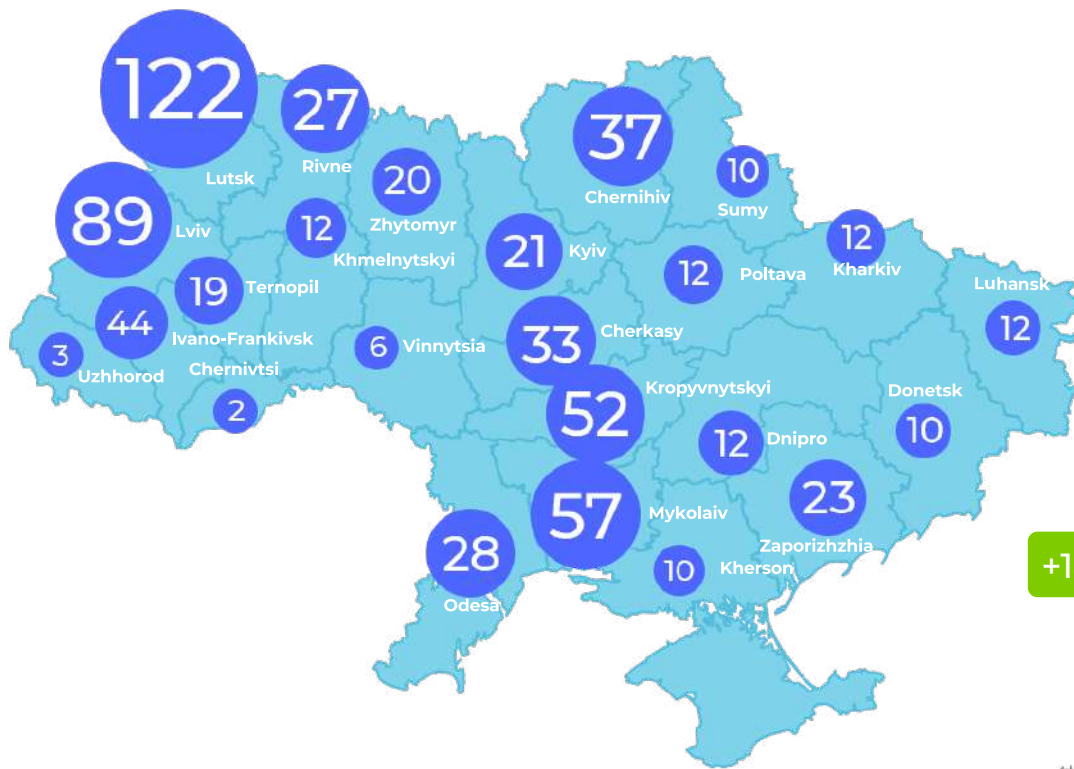 122
27
Rivne
Lutsk
20
Zhytomyr
37
Chernihiv
10
Sumy
89
Lviv
12
Khmelnytskyi
21
Kyiv
12
Poltava
12
Kharkiv
Luhansk
12
19
Ternopil
44
Ivano-Frankivsk
3
Uzhhorod
Chernivtsi
2
6
Vinnytsia
33
Cherkasy
52
Kropyvnytskyi
12
Dnipro
Donetsk
10
57
Mykolaiv
23
Zaporizhzhia
28
Odesa
10
Kherson
+1